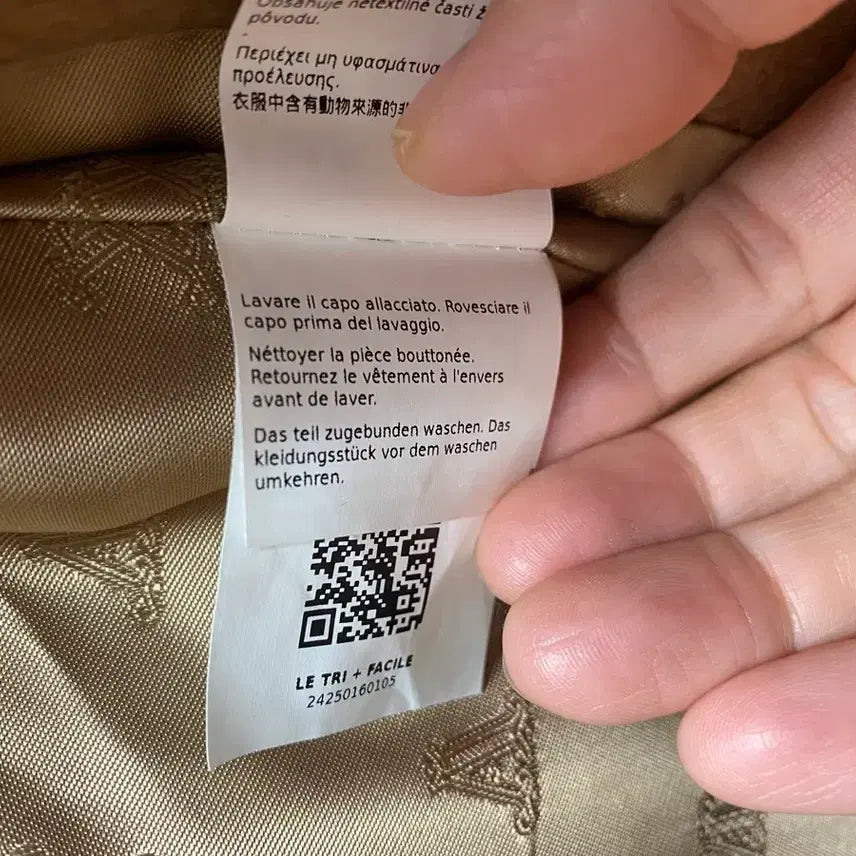 Obsahuje netextilné časti ž
pôvodu.
Περιέχει μη υφασμάτινα
προέλευσης.
衣服中含有動物來源的非
Lavare il capo allacciato. Rovesciare il
capo prima del lavaggio.
Néttoyer la pièce bouttonée.
Retournez le vêtement à l'envers
avant de laver.
Das teil zugebunden waschen. Das
kleidungsstück vor dem waschen
umkehren.
LE TRI + FACILE
24250160105